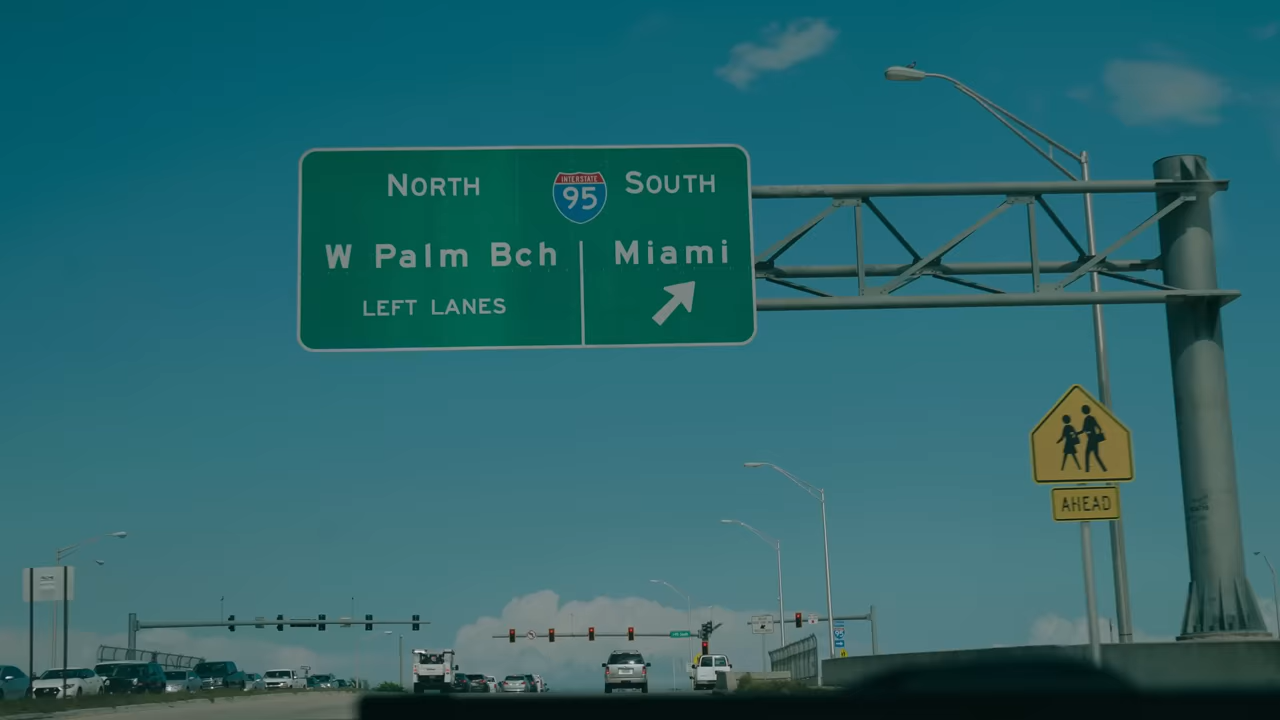 NORTH
INTERSTATE
95
SOUTH
W Palm Bch
Miami
LEFT LANES
AHEAD